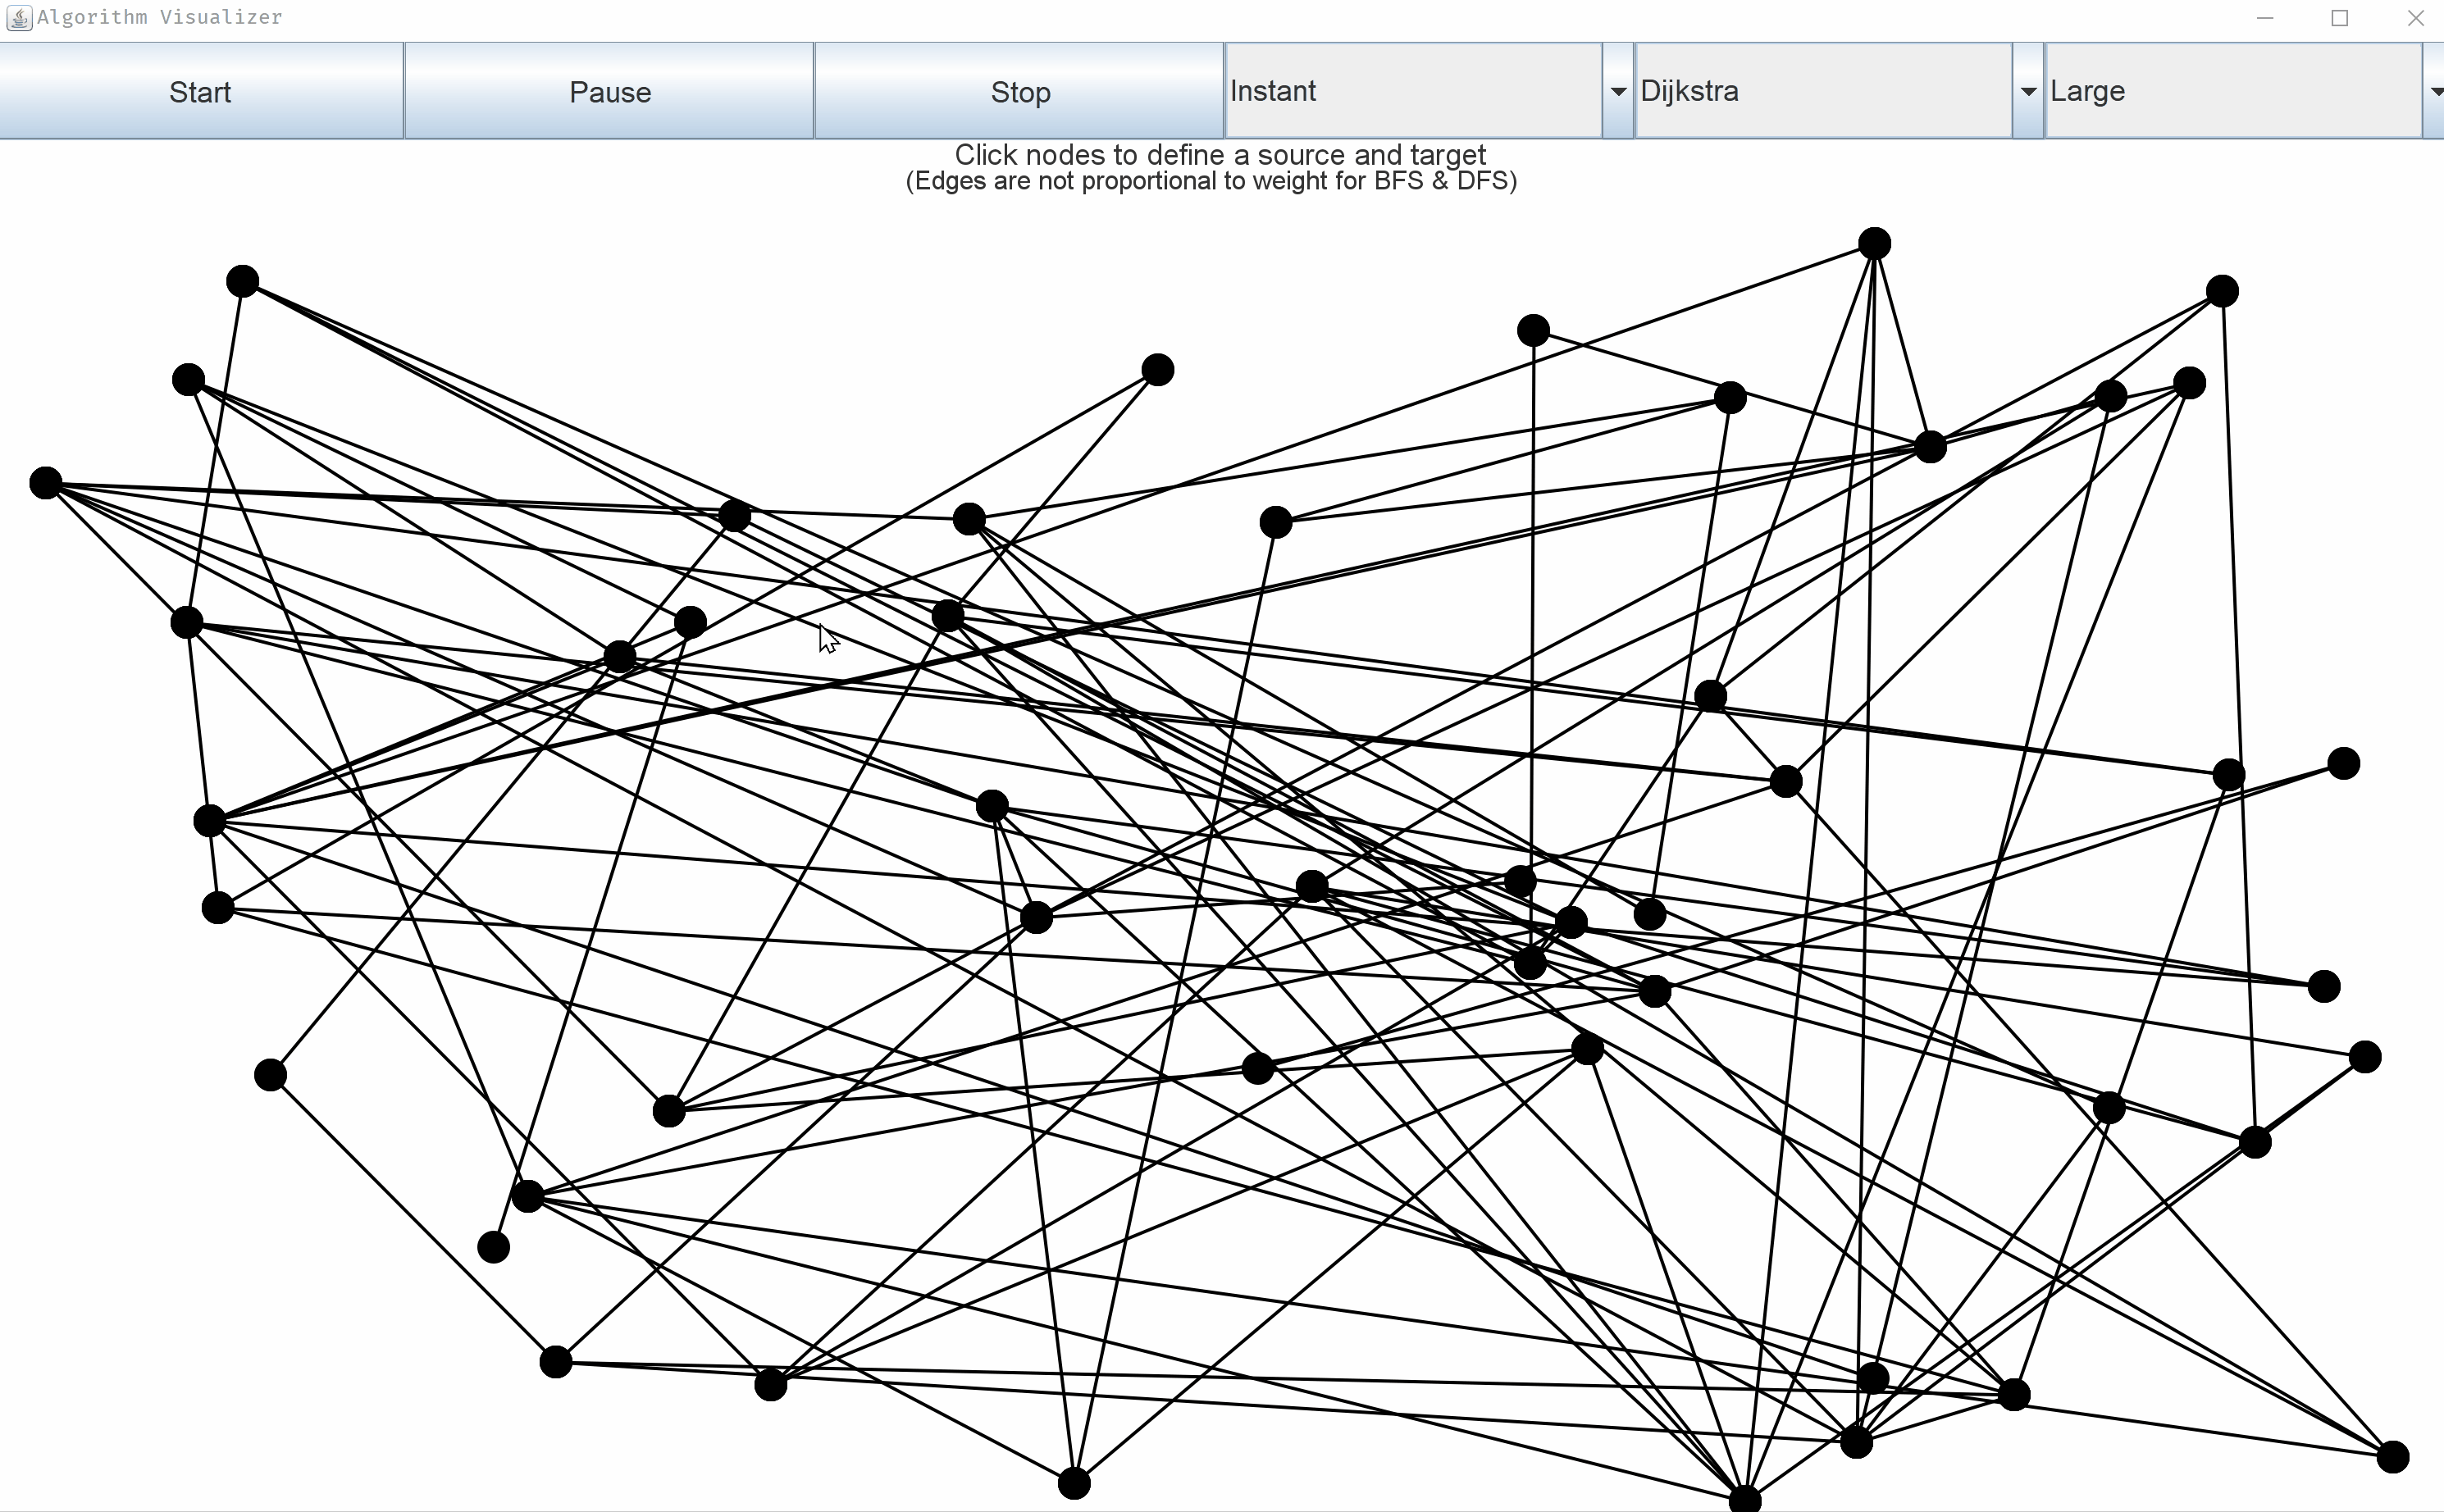 Algorithm Visualizer
Start Pause Stop Instant Dijkstra Large
Click nodes to define a source and target
(Edges are not proportional to weight for BFS & DFS)